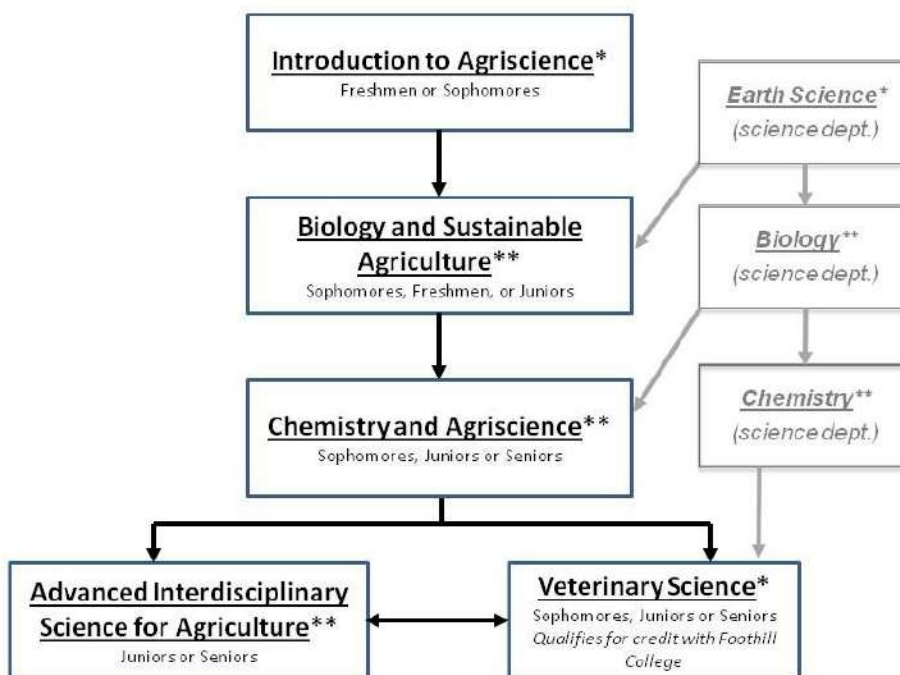 Introduction to Agriscience*
Freshmen or Sophomores
Earth Science*
(science dept.)
Biology and Sustainable
Agriculture**
Sophomores, Freshmen, or Juniors
Biology**
(science dept.)
Chemistry and Agriscience**
Sophomores, Juniors or Seniors
Chemistry**
(science dept.)
Advanced Interdisciplinary
Science for Agriculture**
Juniors or Seniors
Veterinary Science*
Sophomores, Juniors or Seniors
Qualifies for credit with Foothill
College